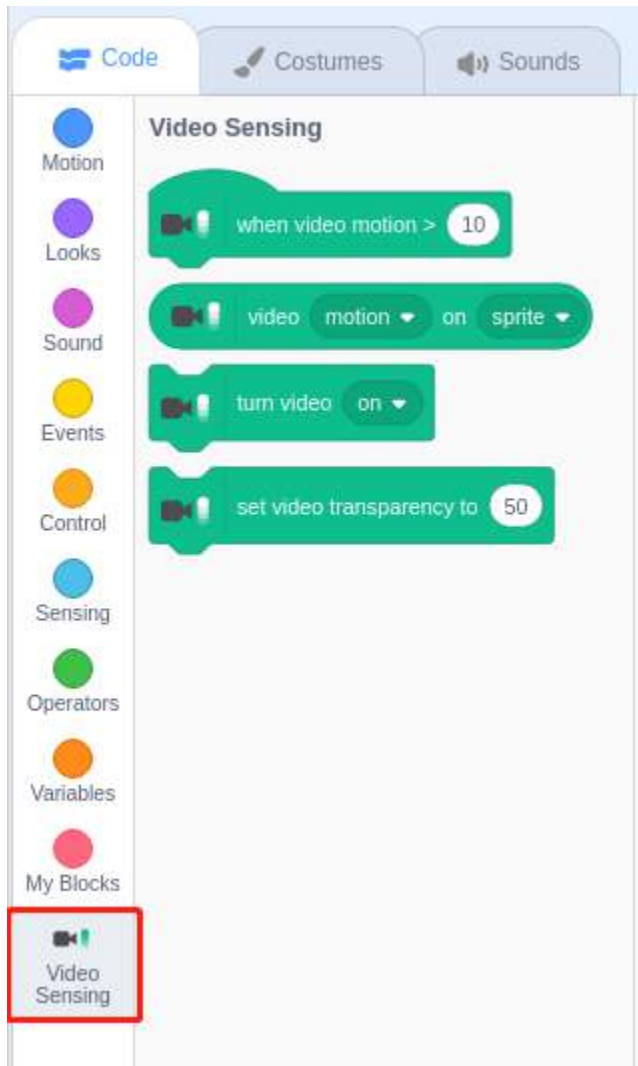 Code Costumes Sounds
Motion
Looks
Sound
Events
Control
Sensing
Operators
Variables
My Blocks
Video
Sensing
Video Sensing
when video motion > 10
video motion on sprite
turn video on
set video transparency to 50